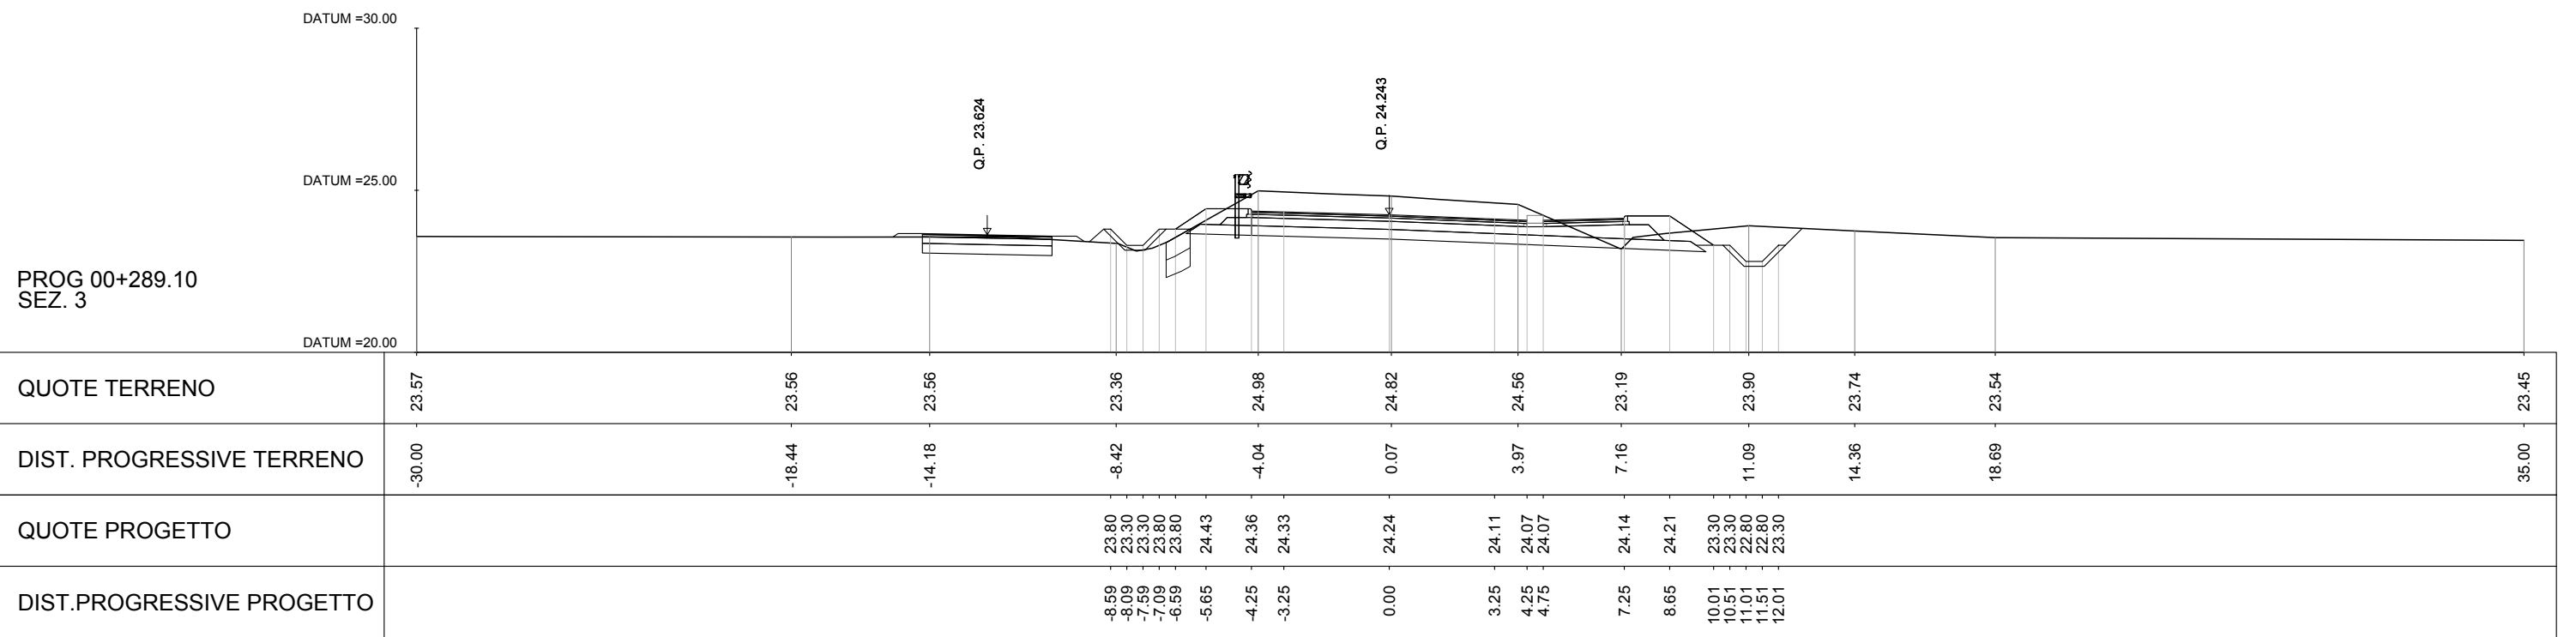 DATUM =30.00
Q.P. 23.624
Q.P. 24.243
DATUM =25.00
PROG 00+289.10
SEZ. 3
DATUM =20.00
QUOTE TERRENO 23.57 23.56 23.56 23.36 24.98 24.82 24.56 23.19 23.90 23.74 23.54 23.45
DIST. PROGRESSIVE TERRENO -30.00 -18.44 -14.18 -8.42 -4.04 0.07 3.97 7.16 11.09 14.36 18.69 35.00
QUOTE PROGETTO 23.80 23.30 23.30 23.80 23.80 24.43 24.36 24.33 24.24 24.11 24.07 24.07 24.14 24.21 23.30 23.30 22.80 22.80 23.30
DIST.PROGRESSIVE PROGETTO -8.59 -8.09 -7.59 -7.09 -6.59 -5.65 -4.25 -3.25 0.00 3.25 4.25 4.75 7.25 8.65 10.01 10.51 11.01 11.51 12.01